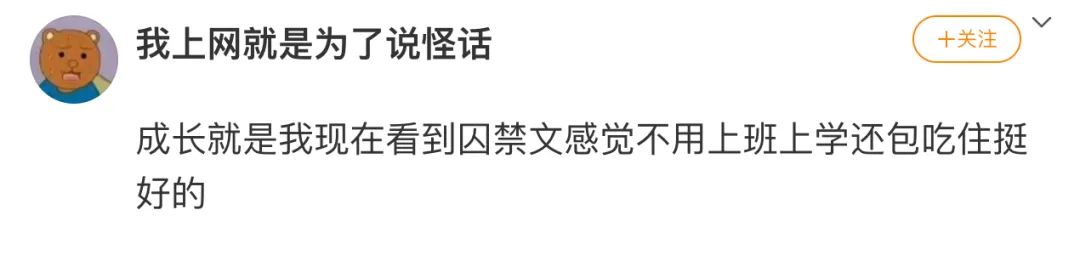 我上网就是为了说怪话
+关注
成长就是我现在看到囚禁文感觉不用上班上学还包吃住挺
好的